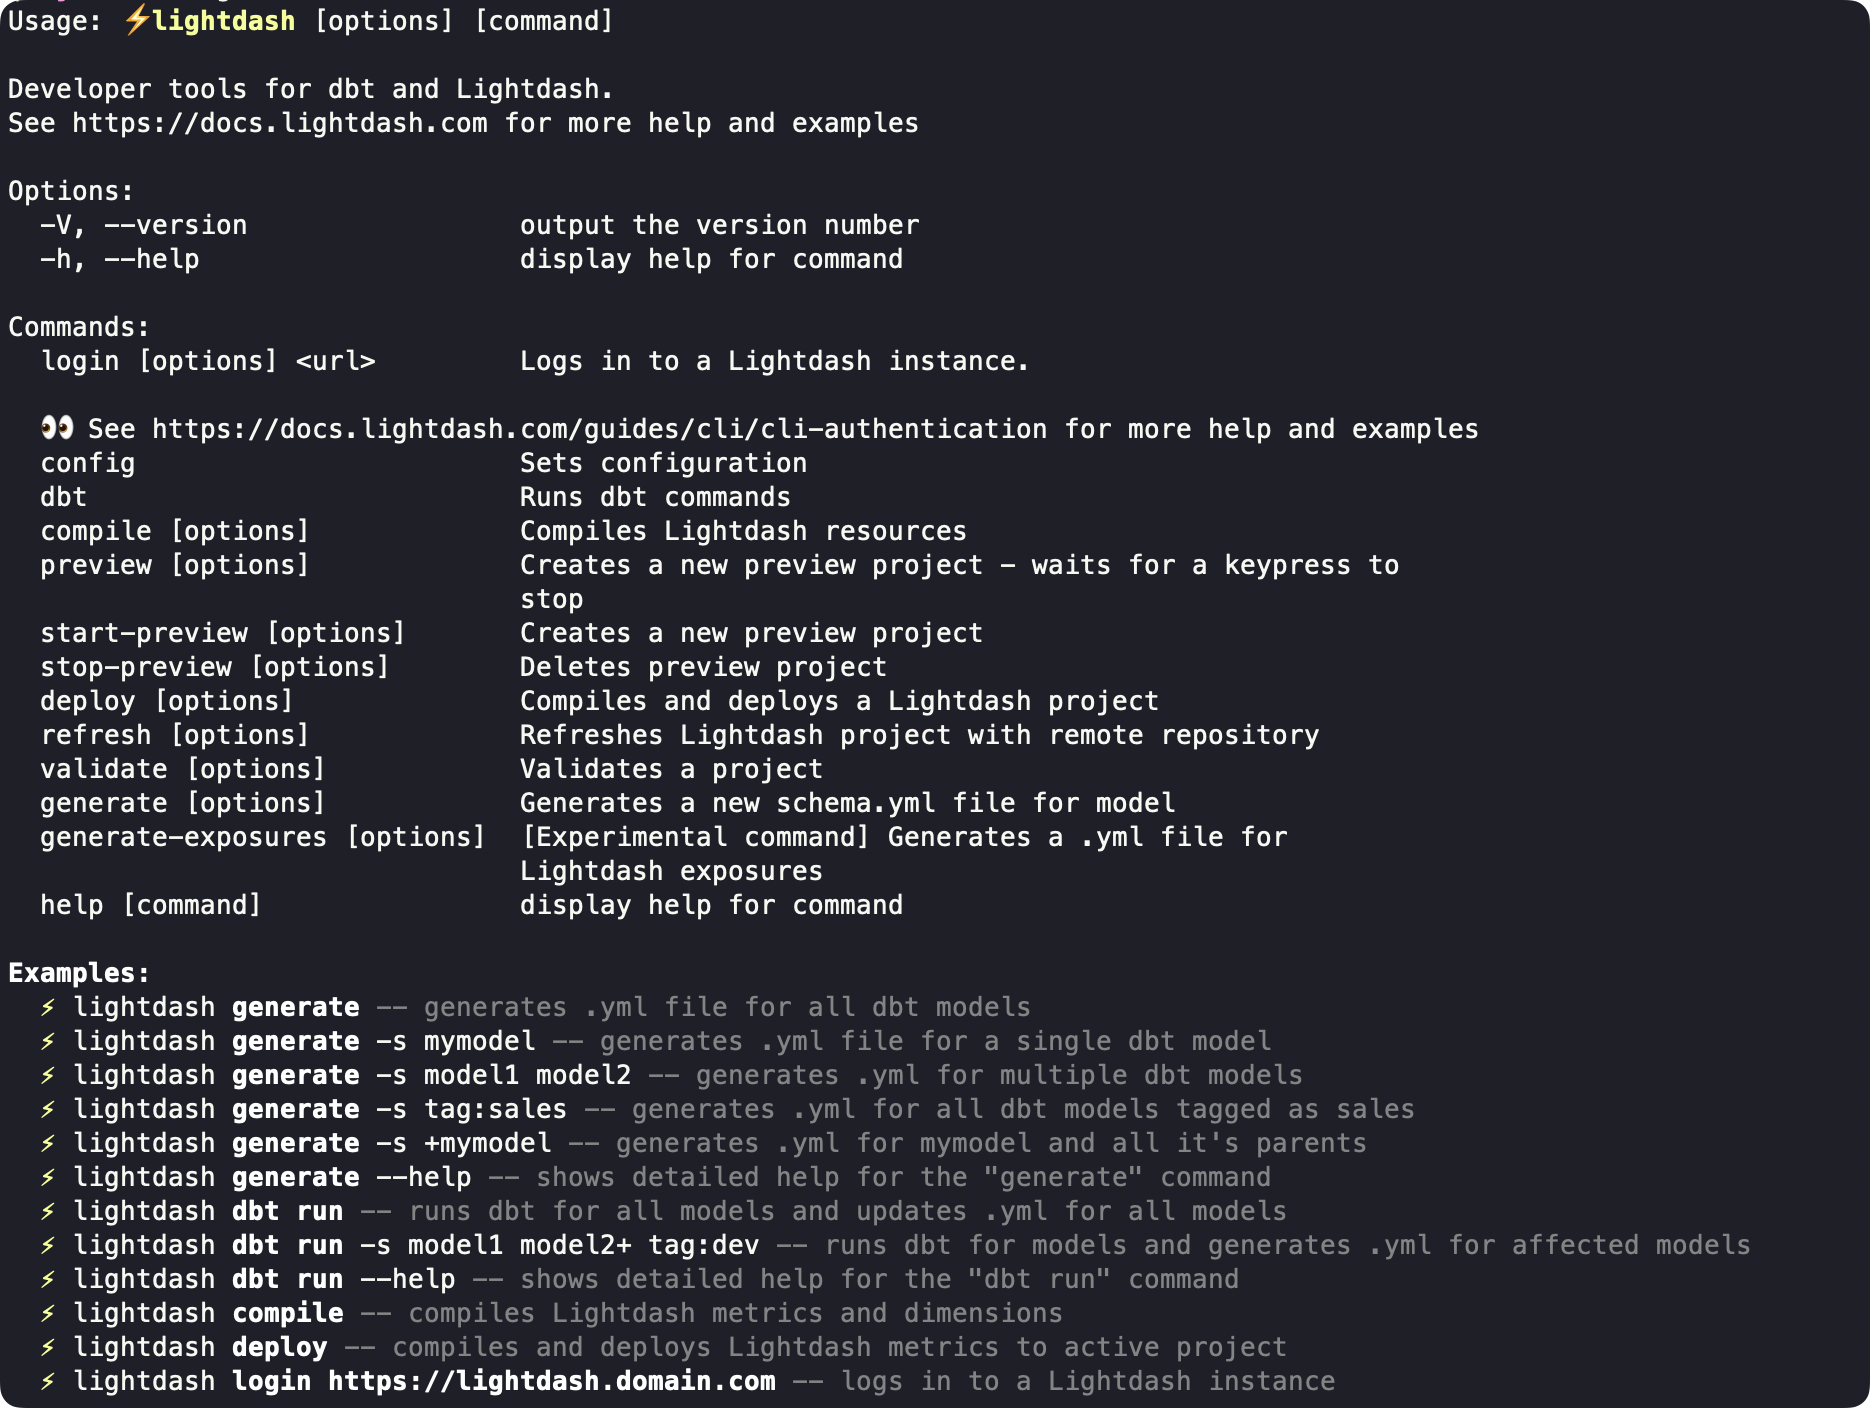 Usage: ⚡lightdash [options] [command]
Developer tools for dbt and Lightdash.
See https://docs.lightdash.com for more help and examples
Options:
-V, --version output the version number
-h, --help display help for command
Commands:
login [options] <url> Logs in to a Lightdash instance.
👀 See https://docs.lightdash.com/guides/cli/cli-authentication for more help and examples
config Sets configuration
dbt Runs dbt commands
compile [options] Compiles Lightdash resources
preview [options] Creates a new preview project - waits for a keypress to
stop
start-preview [options] Creates a new preview project
stop-preview [options] Deletes preview project
deploy [options] Compiles and deploys a Lightdash project
refresh [options] Refreshes Lightdash project with remote repository
validate [options] Validates a project
generate [options] Generates a new schema.yml file for model
generate-exposures [options] [Experimental command] Generates a .yml file for
Lightdash exposures
help [command] display help for command
Examples:
⚡ lightdash generate -- generates .yml file for all dbt models
⚡ lightdash generate -s mymodel -- generates .yml file for a single dbt model
⚡ lightdash generate -s model1 model2 -- generates .yml for multiple dbt models
⚡ lightdash generate -s tag:sales -- generates .yml for all dbt models tagged as sales
⚡ lightdash generate -s +mymodel -- generates .yml for mymodel and all it's parents
⚡ lightdash generate --help -- shows detailed help for the "generate" command
⚡ lightdash dbt run -- runs dbt for all models and updates .yml for all models
⚡ lightdash dbt run -s model1 model2+ tag:dev -- runs dbt for models and generates .yml for affected models
⚡ lightdash dbt run --help -- shows detailed help for the "dbt run" command
⚡ lightdash compile -- compiles Lightdash metrics and dimensions
⚡ lightdash deploy -- compiles and deploys Lightdash metrics to active project
⚡ lightdash login https://lightdash.domain.com -- logs in to a Lightdash instance